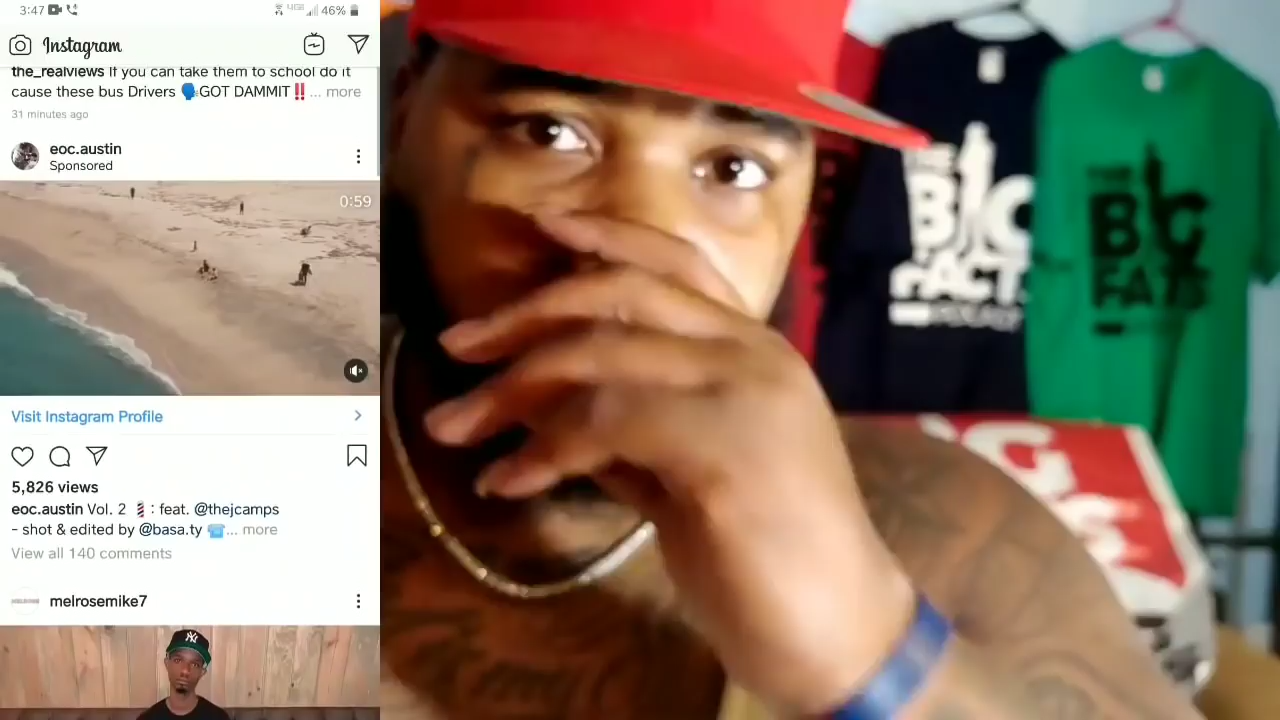 3:47
46%
Instagram
the_realviews If you can take them to school do it
cause these bus Drivers 🗣️GOT DAMMIT‼️... more
31 minutes ago
eoc.austin
Sponsored
0:59
Visit Instagram Profile
5,826 views
eoc.austin Vol. 2 💈: feat. @thejcamps
- shot & edited by @basa.ty 👕... more
View all 140 comments
melrosemike7
NY
THE
BIG
FACTS
THE
BIG